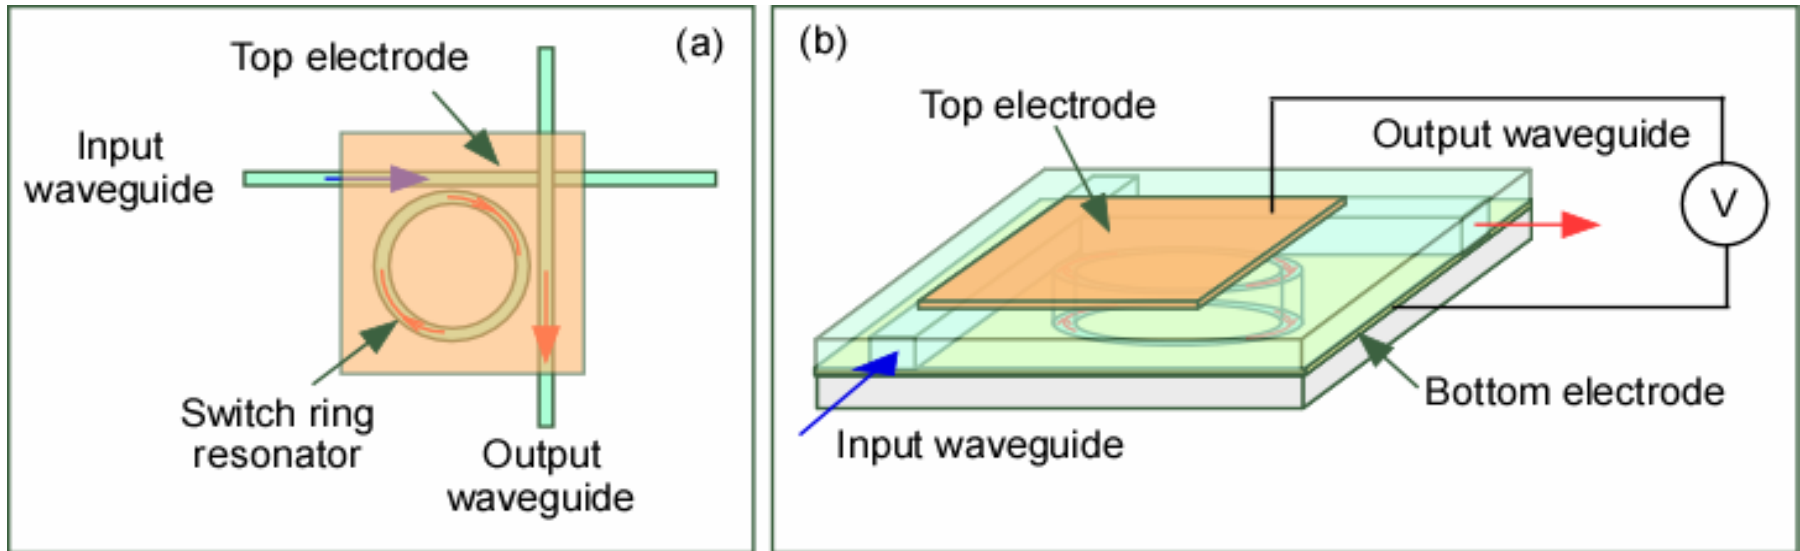 (a)
Top electrode
Input
waveguide
Switch ring
resonator
Output
waveguide
(b)
Top electrode
Output waveguide
V
Bottom electrode
Input waveguide